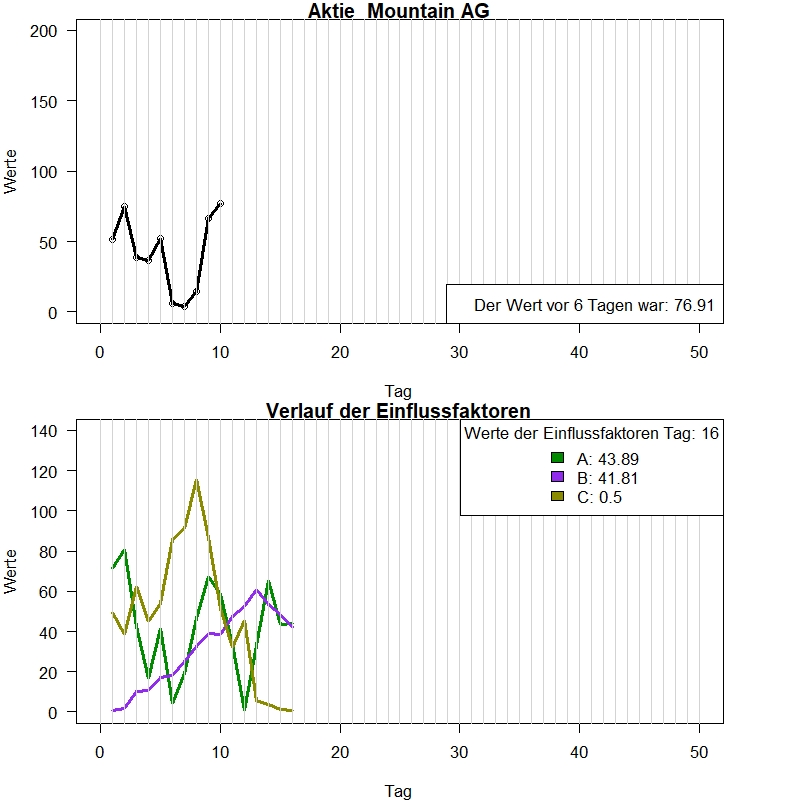 Aktie  Mountain AG
200
150
100
50
0
Werte
Der Wert vor 6 Tagen war: 76.91
0 10 20 30 40 50
Tag
Verlauf der Einflussfaktoren
140
120
100
80
60
40
20
0
Werte
Werte der Einflussfaktoren Tag: 16
A: 43.89
B: 41.81
C: 0.5
0 10 20 30 40 50
Tag